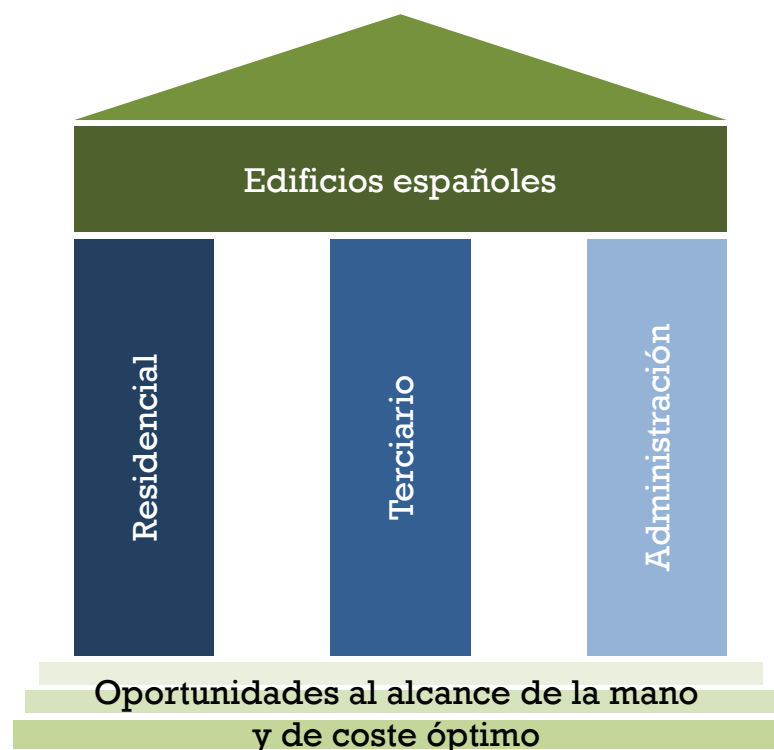 Edificios españoles
Residencial
Terciario
Administración
Oportunidades al alcance de la mano
y de coste óptimo